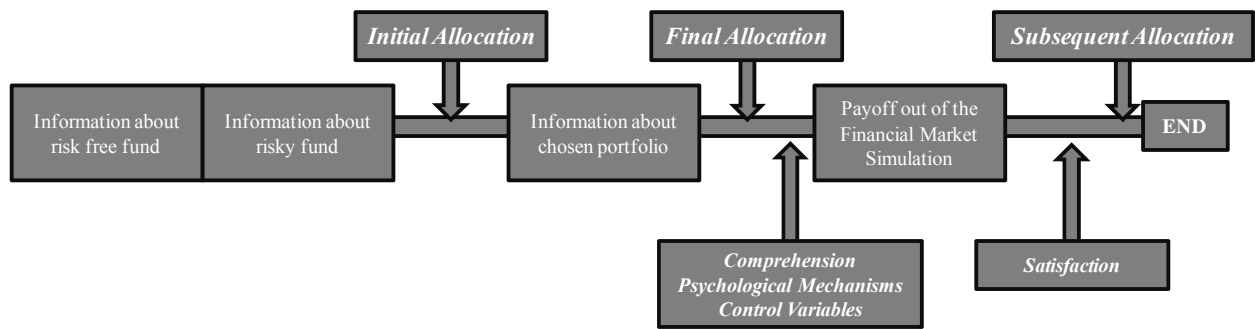 Initial Allocation
Final Allocation
Subsequent Allocation
Information about
risk free fund
Information about
risky fund
Information about
chosen portfolio
Payoff out of the
Financial Market
Simulation
END
Comprehension
Psychological Mechanisms
Control Variables
Satisfaction